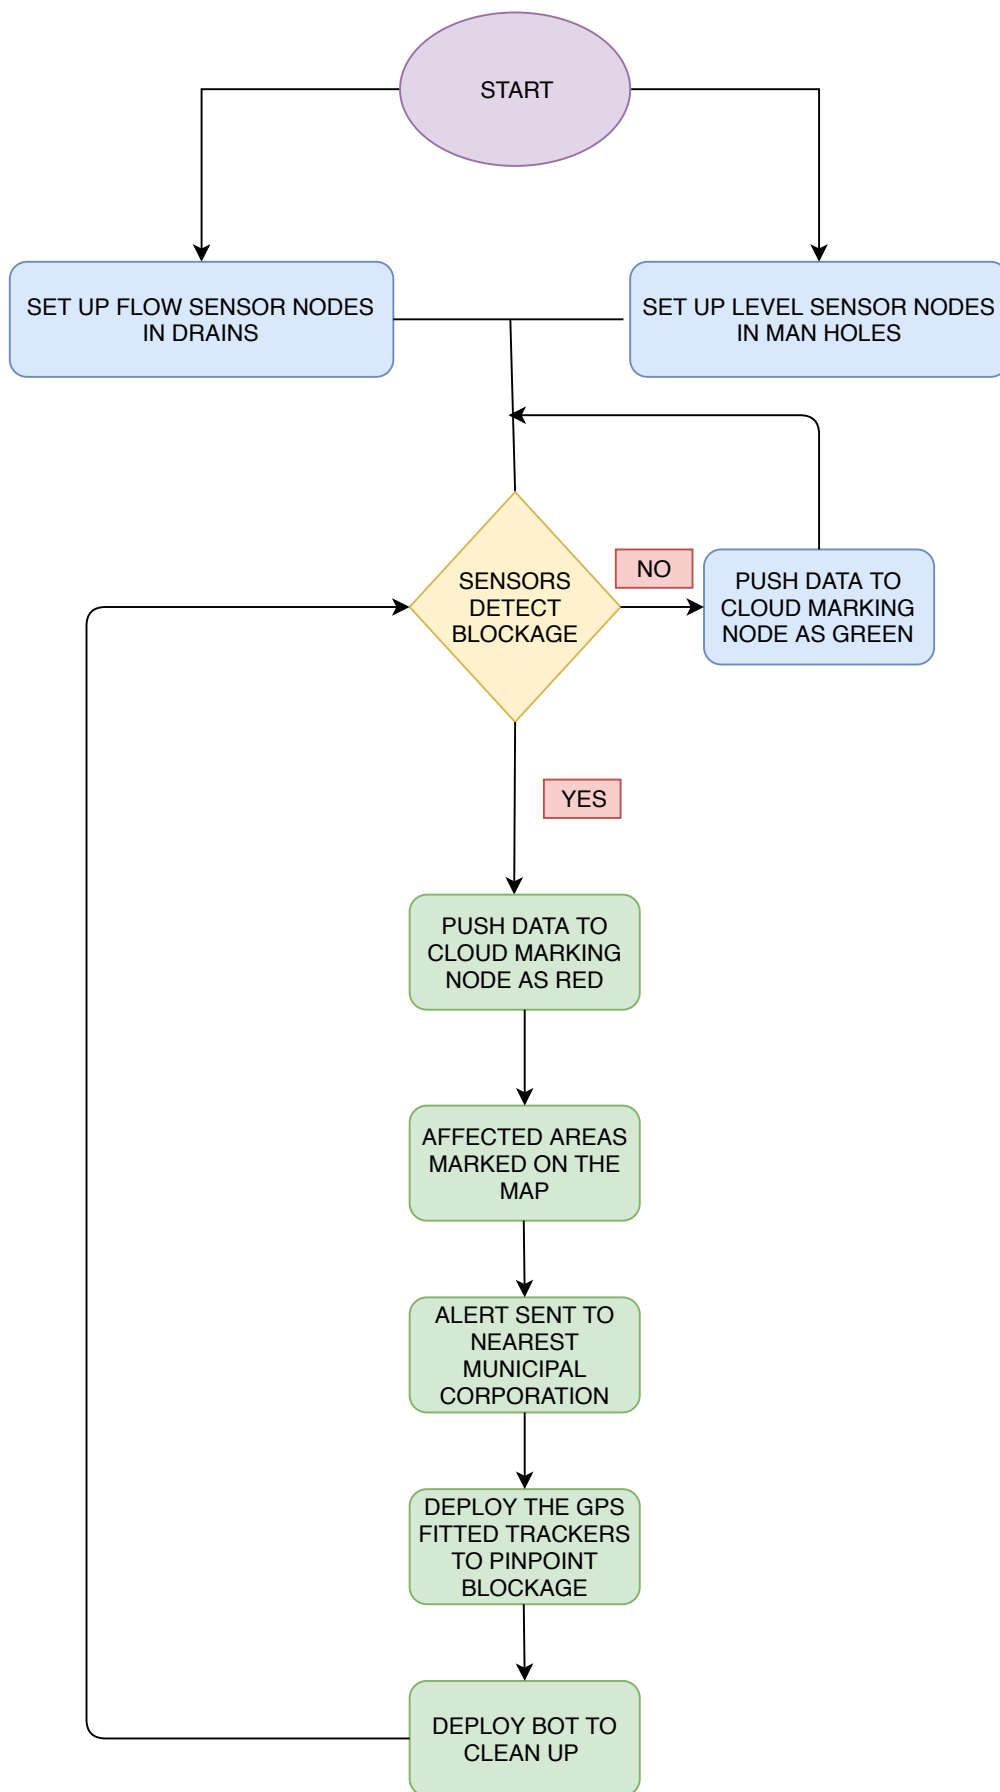 START
SET UP FLOW SENSOR NODES
IN DRAINS
SET UP LEVEL SENSOR NODES
IN MAN HOLES
SENSORS
DETECT
BLOCKAGE
NO
PUSH DATA TO
CLOUD MARKING
NODE AS GREEN
YES
PUSH DATA TO
CLOUD MARKING
NODE AS RED
AFFECTED AREAS
MARKED ON THE
MAP
ALERT SENT TO
NEAREST
MUNICIPAL
CORPORATION
DEPLOY THE GPS
FITTED TRACKERS
TO PINPOINT
BLOCKAGE
DEPLOY BOT TO
CLEAN UP